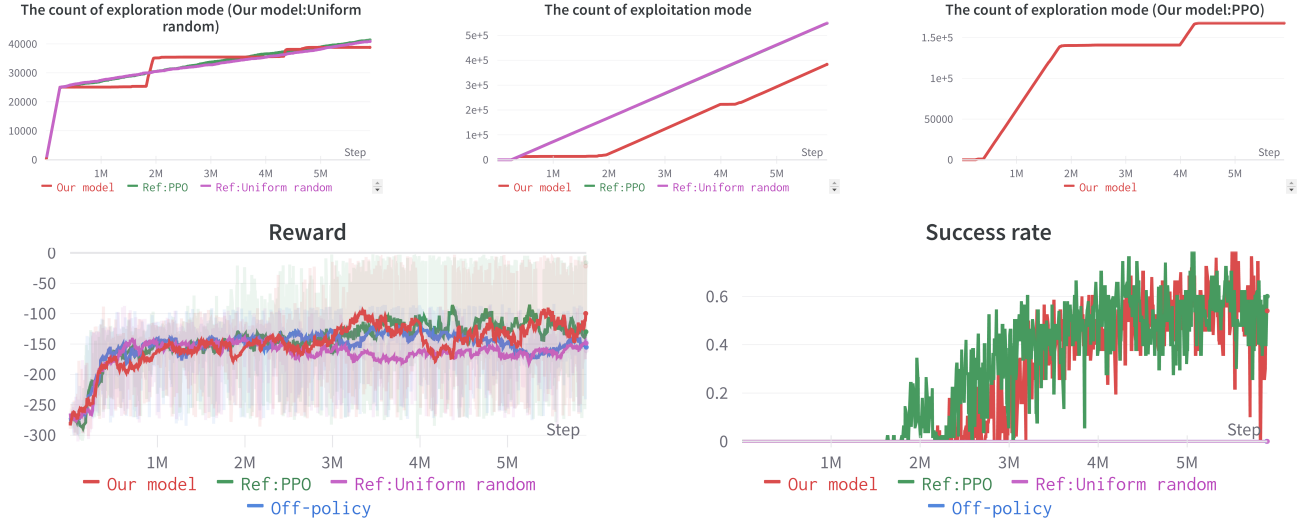 The count of exploration mode (Our model:Uniform
random)
40000
30000
20000
10000
0
1M
2M
3M
4M
5M
Step
Our model
Ref:PPO
Ref:Uniform random
The count of exploitation mode
5e+5
4e+5
3e+5
2e+5
1e+5
0
1M
2M
3M
4M
5M
Step
Our model
Ref:PPO
Ref:Uniform random
The count of exploration mode (Our model:PPO)
1.5e+5
1e+5
50000
0
1M
2M
3M
4M
5M
Step
Our model
Reward
0
-50
-100
-150
-200
-250
-300
1M
2M
3M
4M
5M
Step
Our model
Ref:PPO
Ref:Uniform random
Off-policy
Success rate
0.6
0.4
0.2
0
1M
2M
3M
4M
5M
Step
Our model
Ref:PPO
Ref:Uniform random
Off-policy